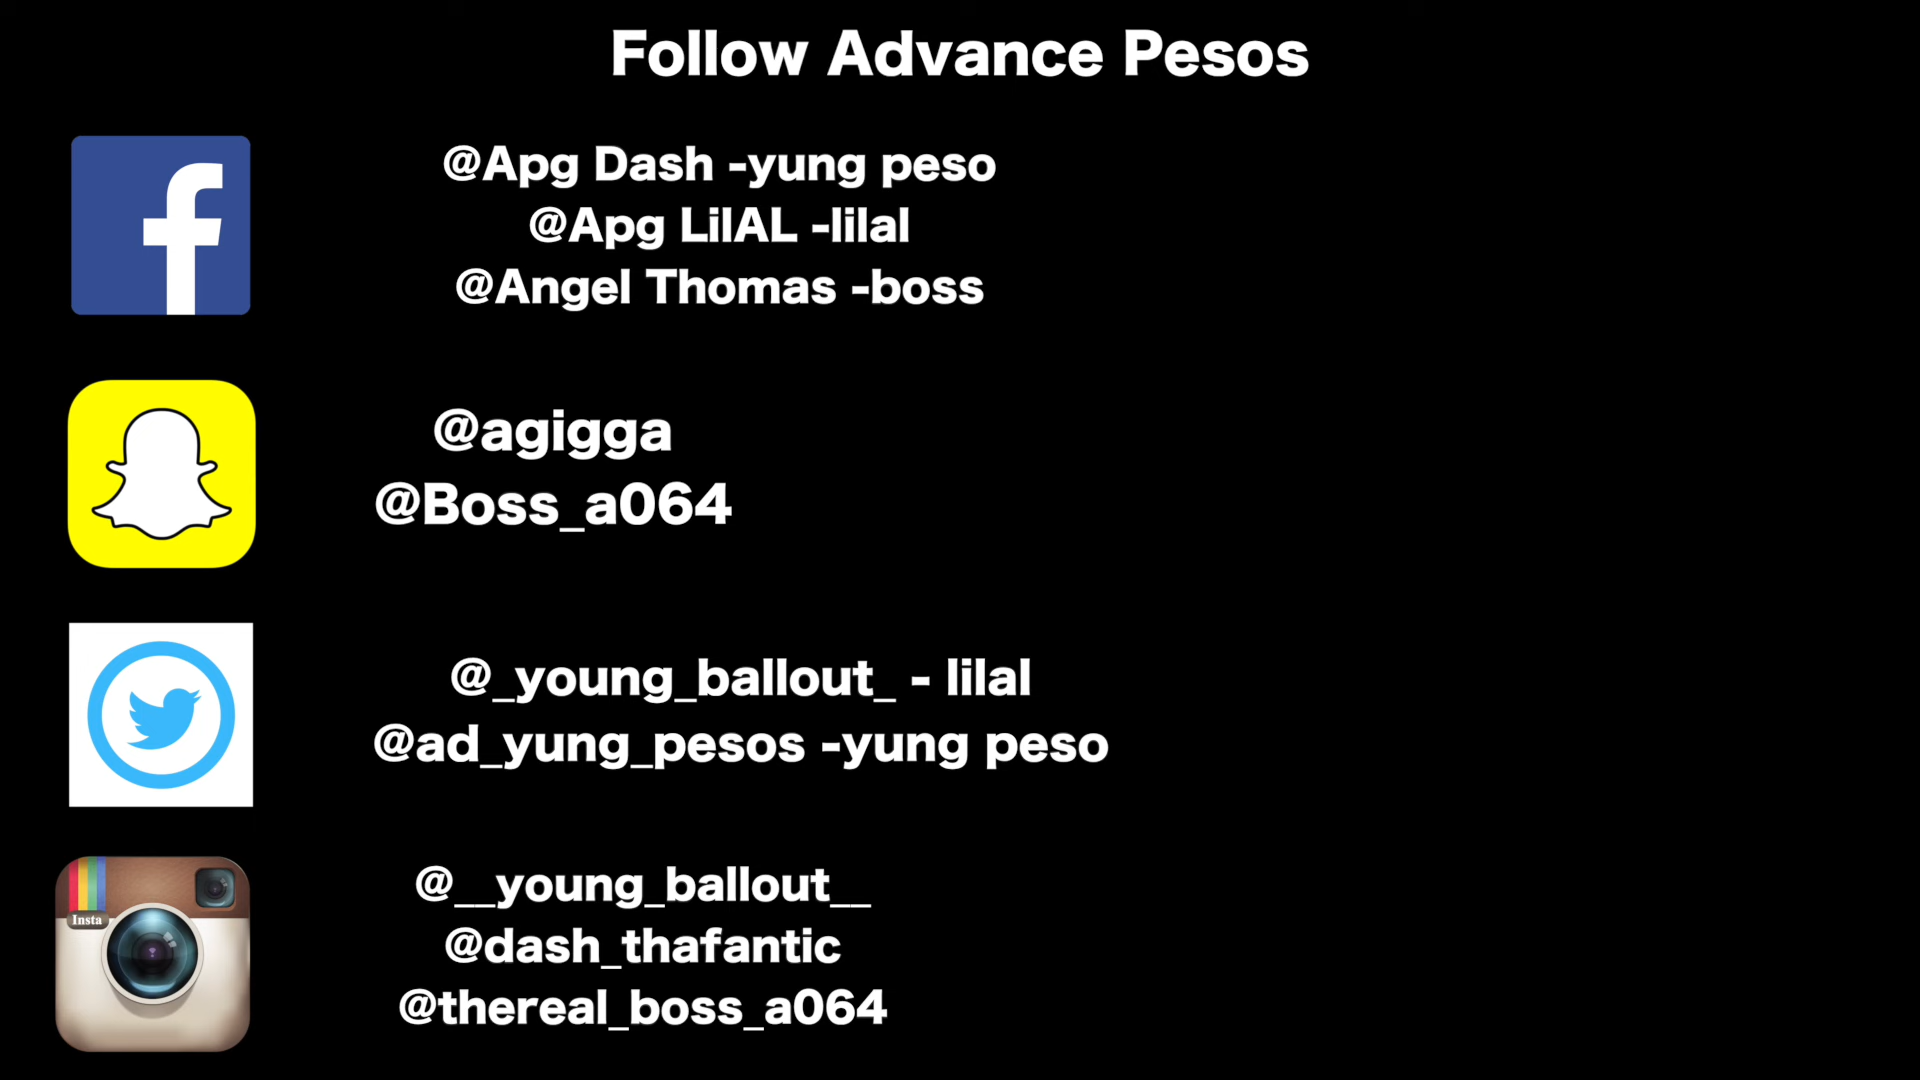 Follow Advance Pesos
@Apg Dash -yung peso
@Apg LilAL -lilal
@Angel Thomas -boss
@agigga
@Boss_a064
@_young_ballout_ - lilal
@ad_yung_pesos -yung peso
Insta
@__young_ballout__
@dash_thafantic
@thereal_boss_a064